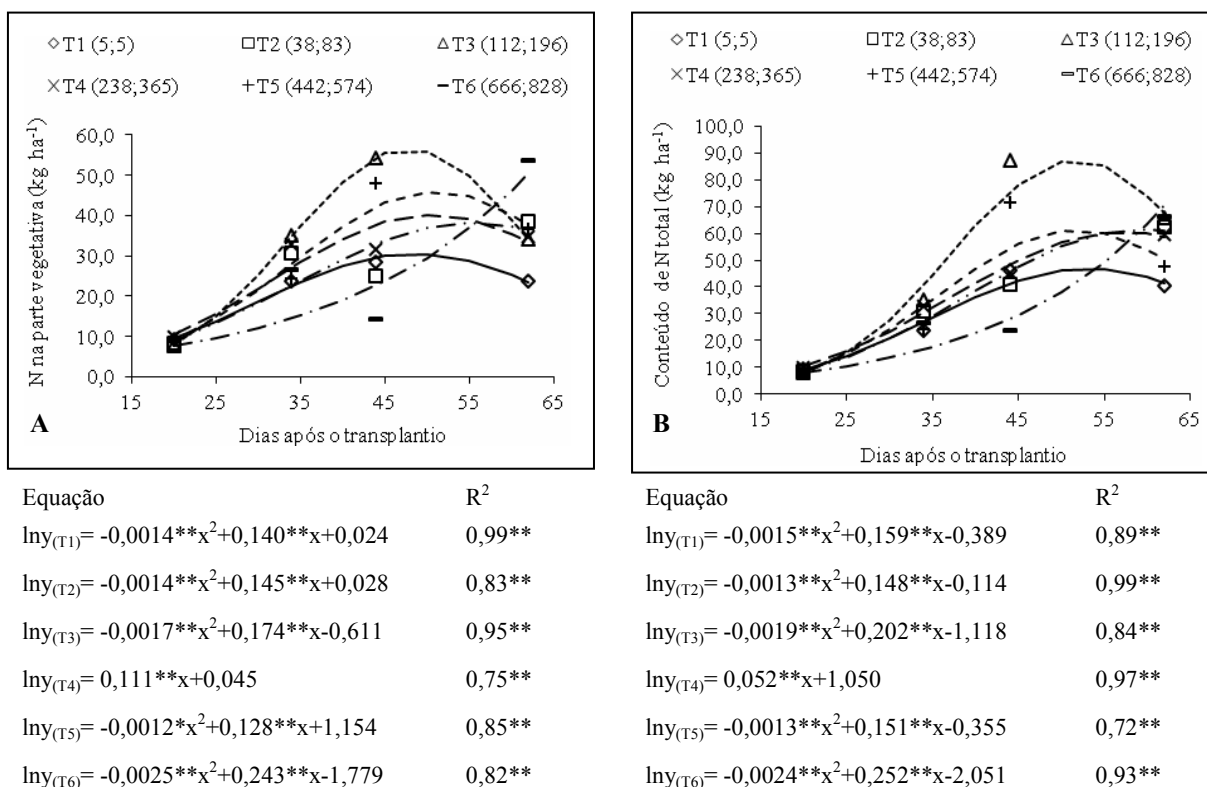 ◇T1 (5;5) □T2 (38;83) △T3 (112;196)
×T4 (238;365) +T5 (442;574) −T6 (666;828)
N na parte vegetativa (kg ha⁻¹)
60,0
50,0
40,0
30,0
20,0
10,0
0,0
15 25 35 45 55 65
A
Dias após o transplantio
◇T1 (5;5) □T2 (38;83) △T3 (112;196)
×T4 (238;365) +T5 (442;574) −T6 (666;828)
Conteúdo de N total (kg ha⁻¹)
100,0
90,0
80,0
70,0
60,0
50,0
40,0
30,0
20,0
10,0
0,0
15 25 35 45 55 65
B
Dias após o transplantio
Equação R²
lny(T1)= -0,0014**x²+0,140**x+0,024 0,99**
lny(T2)= -0,0014**x²+0,145**x+0,028 0,83**
lny(T3)= -0,0017**x²+0,174**x-0,611 0,95**
lny(T4)= 0,111**x+0,045 0,75**
lny(T5)= -0,0012*x²+0,128**x+1,154 0,85**
lny(T6)= -0,0025**x²+0,243**x-1,779 0,82**
Equação R²
lny(T1)= -0,0015**x²+0,159**x-0,389 0,89**
lny(T2)= -0,0013**x²+0,148**x-0,114 0,99**
lny(T3)= -0,0019**x²+0,202**x-1,118 0,84**
lny(T4)= 0,052**x+1,050 0,97**
lny(T5)= -0,0013**x²+0,151**x-0,355 0,72**
lny(T6)= -0,0024**x²+0,252**x-2,051 0,93**